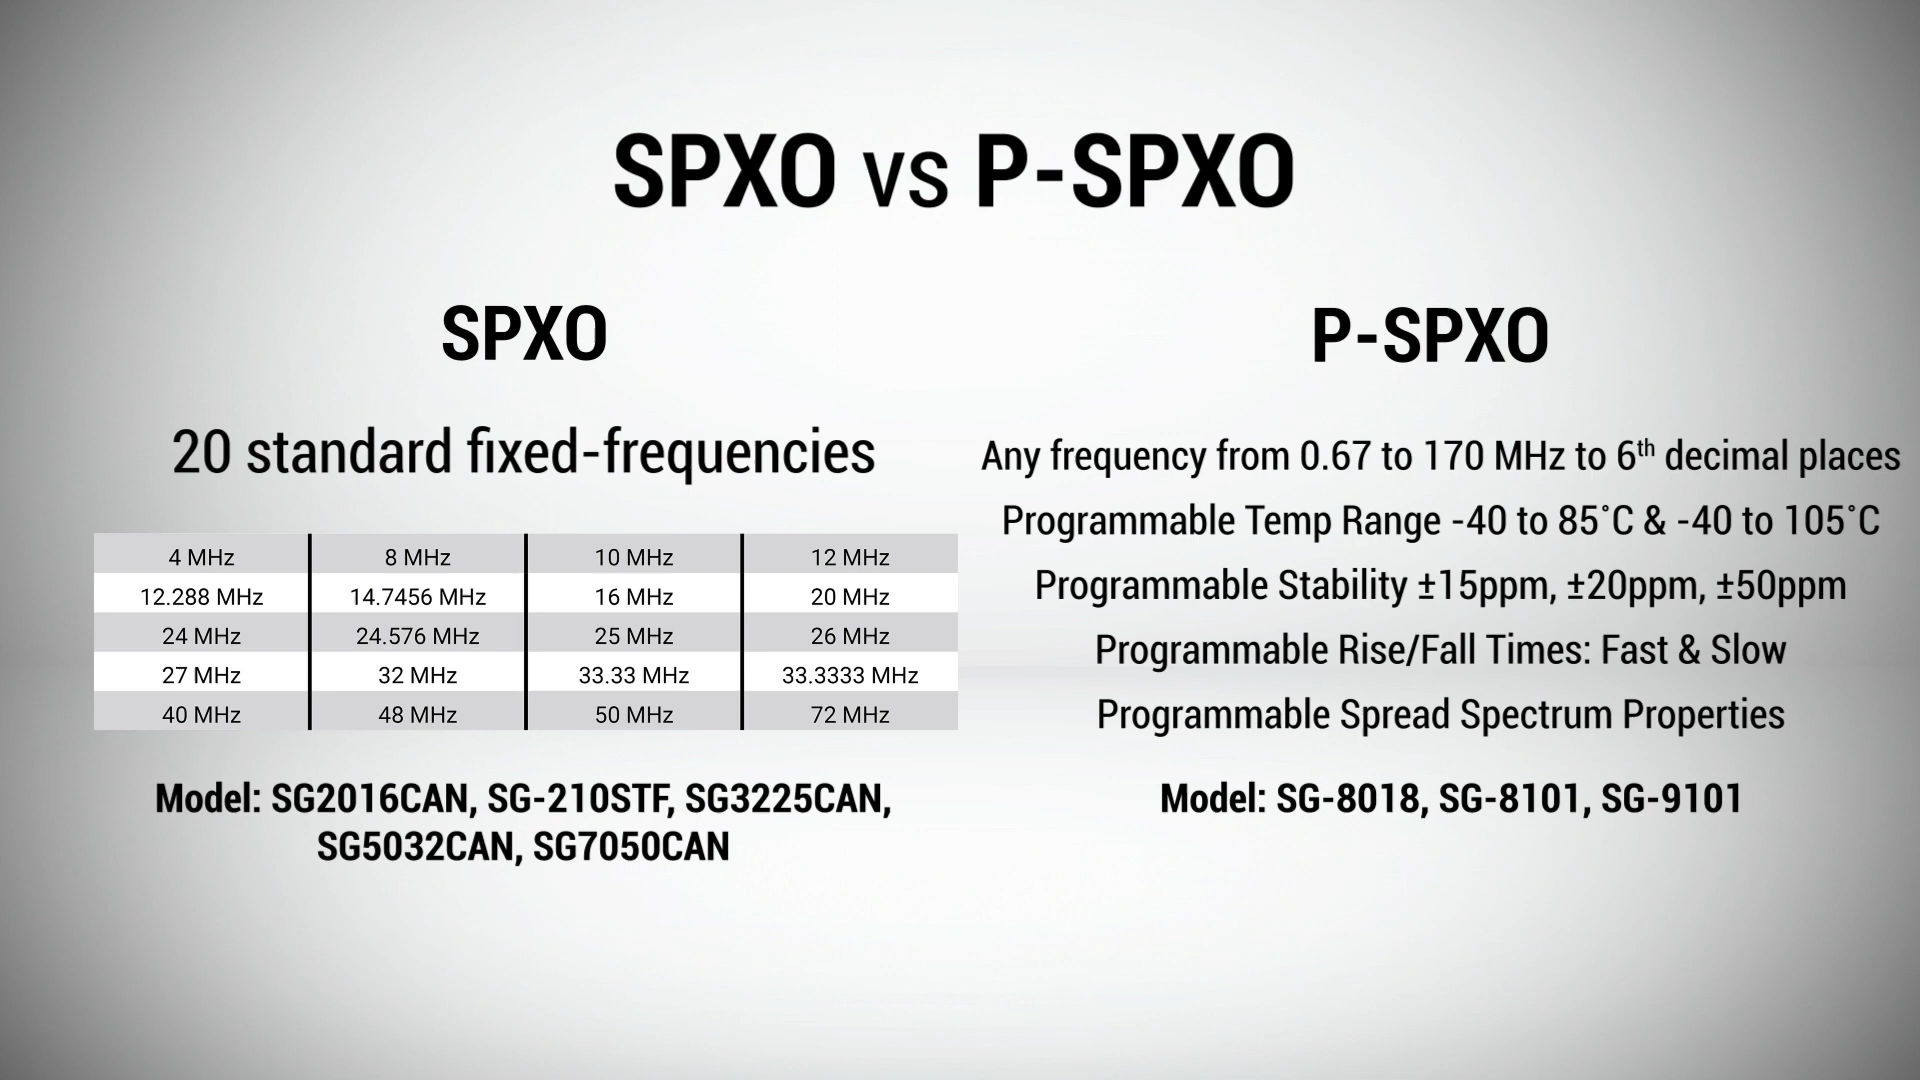 SPXO vs P-SPXO
SPXO
20 standard fixed-frequencies
4 MHz 8 MHz 10 MHz 12 MHz
12.288 MHz 14.7456 MHz 16 MHz 20 MHz
24 MHz 24.576 MHz 25 MHz 26 MHz
27 MHz 32 MHz 33.33 MHz 33.3333 MHz
40 MHz 48 MHz 50 MHz 72 MHz
Model: SG2016CAN, SG-210STF, SG3225CAN,
SG5032CAN, SG7050CAN
P-SPXO
Any frequency from 0.67 to 170 MHz to 6th decimal places
Programmable Temp Range -40 to 85˚C & -40 to 105˚C
Programmable Stability ±15ppm, ±20ppm, ±50ppm
Programmable Rise/Fall Times: Fast & Slow
Programmable Spread Spectrum Properties
Model: SG-8018, SG-8101, SG-9101